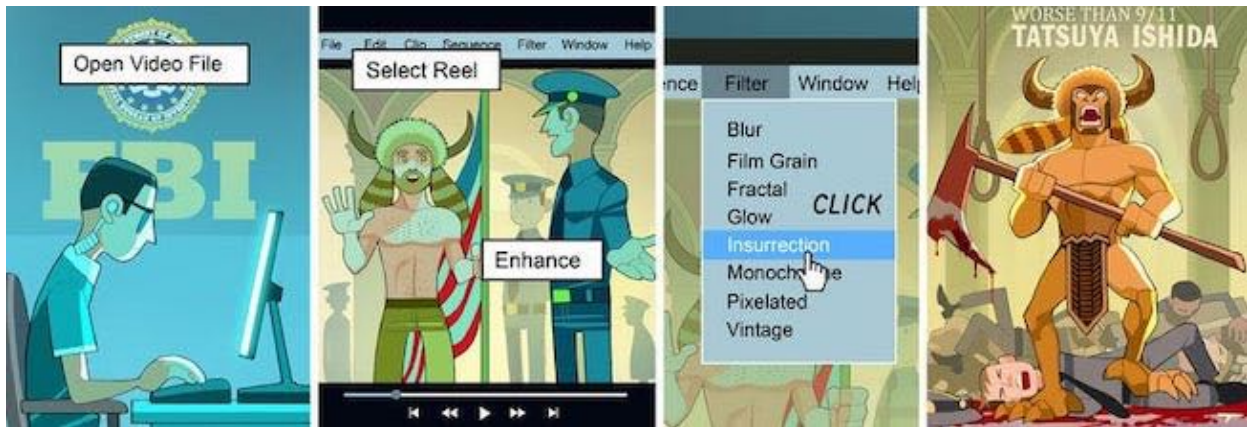 Open Video File
FBI
File Edit Clip Sequence Filter Window Help
Select Reel
Enhance
Filter Window
Blur
Film Grain
Fractal
Glow
CLICK
Insurrection
Pixelated
Vintage
WORSE THAN 9/11
TATSUYA ISHIDA